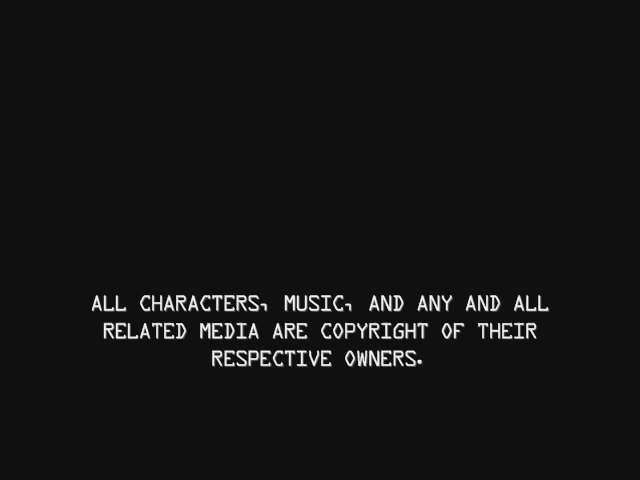 ALL CHARACTERS, MUSIC, AND ANY AND ALL
RELATED MEDIA ARE COPYRIGHT OF THEIR
RESPECTIVE OWNERS.